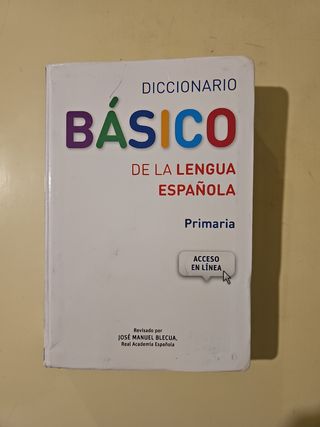 DICCIONARIO
BÁSICO
DE LA LENGUA
ESPAÑOLA
Primaria
ACCESO
EN LÍNEA
Revisado por
JOSÉ MANUEL BLECUA,
Real Academia Española